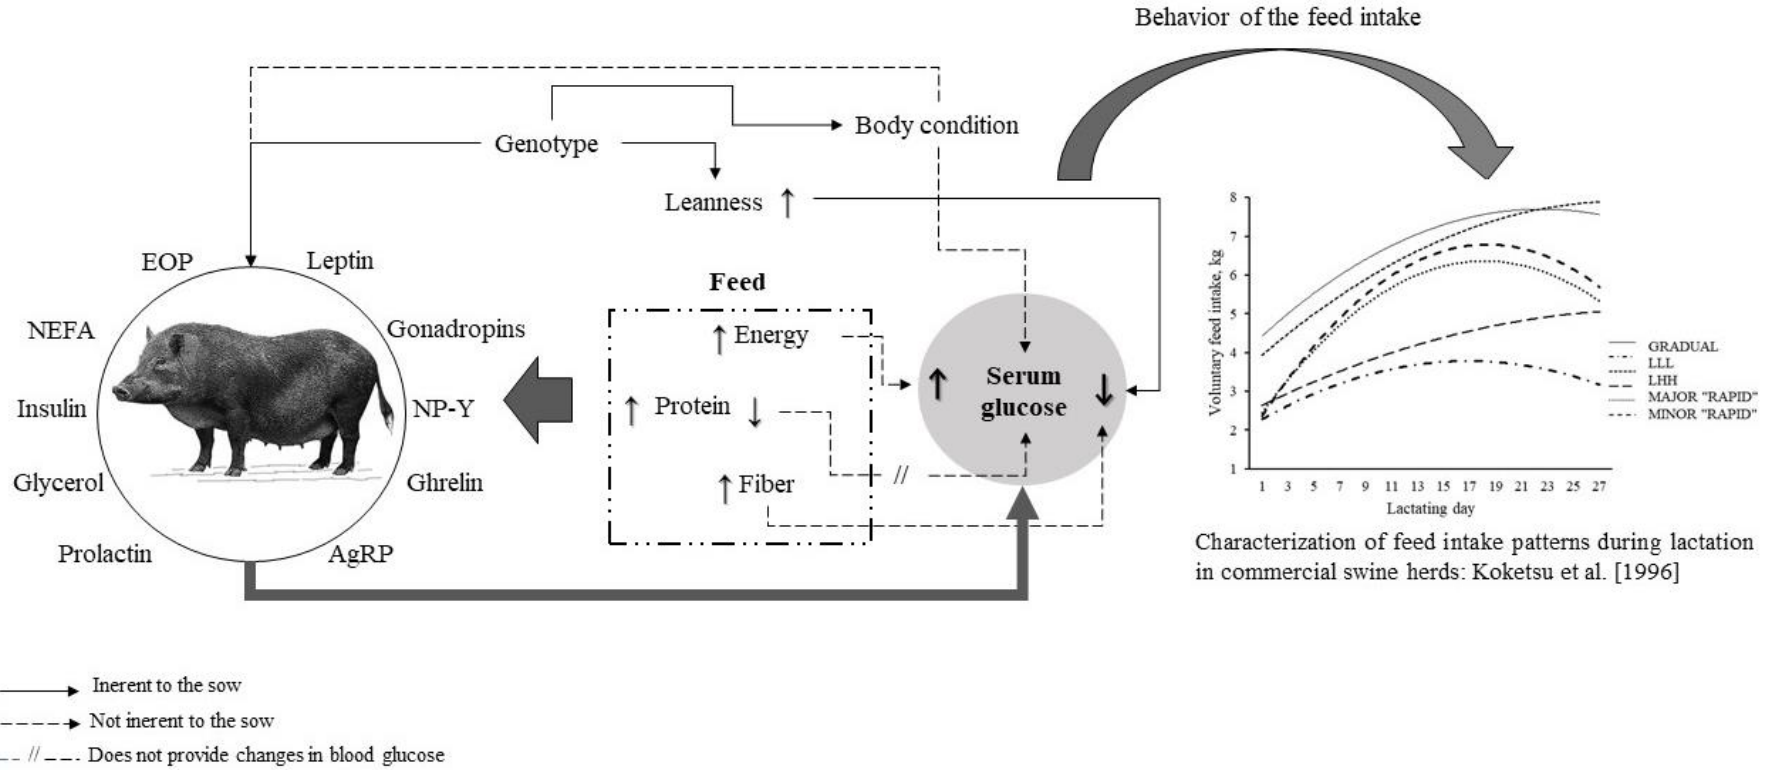 Behavior of the feed intake
Body condition
Genotype
Leanness ↑
EOP
Leptin
NEFA
Gonadropins
Insulin
NP-Y
Glycerol
Ghrelin
Prolactin
AgRP
Feed
↑ Energy
↑ Protein ↓
↑ Fiber
//
↑ Serum glucose ↓
8
7
6
5
4
3
2
1
Voluntary feed intake, kg
1 3 5 7 9 11 13 15 17 19 21 23 25 27
Lactating day
GRADUAL
LLL
LHH
MAJOR "RAPID"
MINOR "RAPID"
Characterization of feed intake patterns during lactation
in commercial swine herds: Koketsu et al. [1996]
Inerent to the sow
Not inerent to the sow
// Does not provide changes in blood glucose